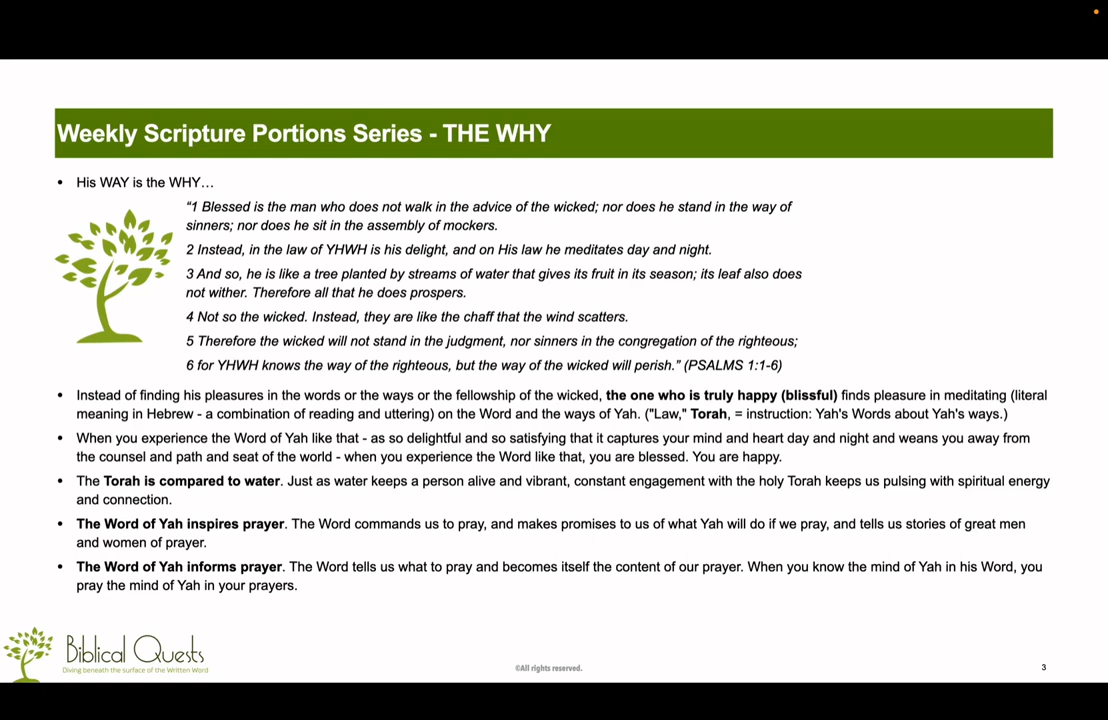 Weekly Scripture Portions Series - THE WHY
• His WAY is the WHY…
“1 Blessed is the man who does not walk in the advice of the wicked; nor does he stand in the way of
sinners; nor does he sit in the assembly of mockers.
2 Instead, in the law of YHWH is his delight, and on His law he meditates day and night.
3 And so, he is like a tree planted by streams of water that gives its fruit in its season; its leaf also does
not wither. Therefore all that he does prospers.
4 Not so the wicked. Instead, they are like the chaff that the wind scatters.
5 Therefore the wicked will not stand in the judgment, nor sinners in the congregation of the righteous;
6 for YHWH knows the way of the righteous, but the way of the wicked will perish.” (PSALMS 1:1-6)
• Instead of finding his pleasures in the words or the ways or the fellowship of the wicked, the one who is truly happy (blissful) finds pleasure in meditating (literal
meaning in Hebrew - a combination of reading and uttering) on the Word and the ways of Yah. ("Law," Torah, = instruction: Yah's Words about Yah's ways.)
• When you experience the Word of Yah like that - as so delightful and so satisfying that it captures your mind and heart day and night and weans you away from
the counsel and path and seat of the world - when you experience the Word like that, you are blessed. You are happy.
• The Torah is compared to water. Just as water keeps a person alive and vibrant, constant engagement with the holy Torah keeps us pulsing with spiritual energy
and connection.
• The Word of Yah inspires prayer. The Word commands us to pray, and makes promises to us of what Yah will do if we pray, and tells us stories of great men
and women of prayer.
• The Word of Yah informs prayer. The Word tells us what to pray and becomes itself the content of our prayer. When you know the mind of Yah in his Word, you
pray the mind of Yah in your prayers.
Biblical Quests
Diving beneath the surface of the Written Word
©All rights reserved.
3